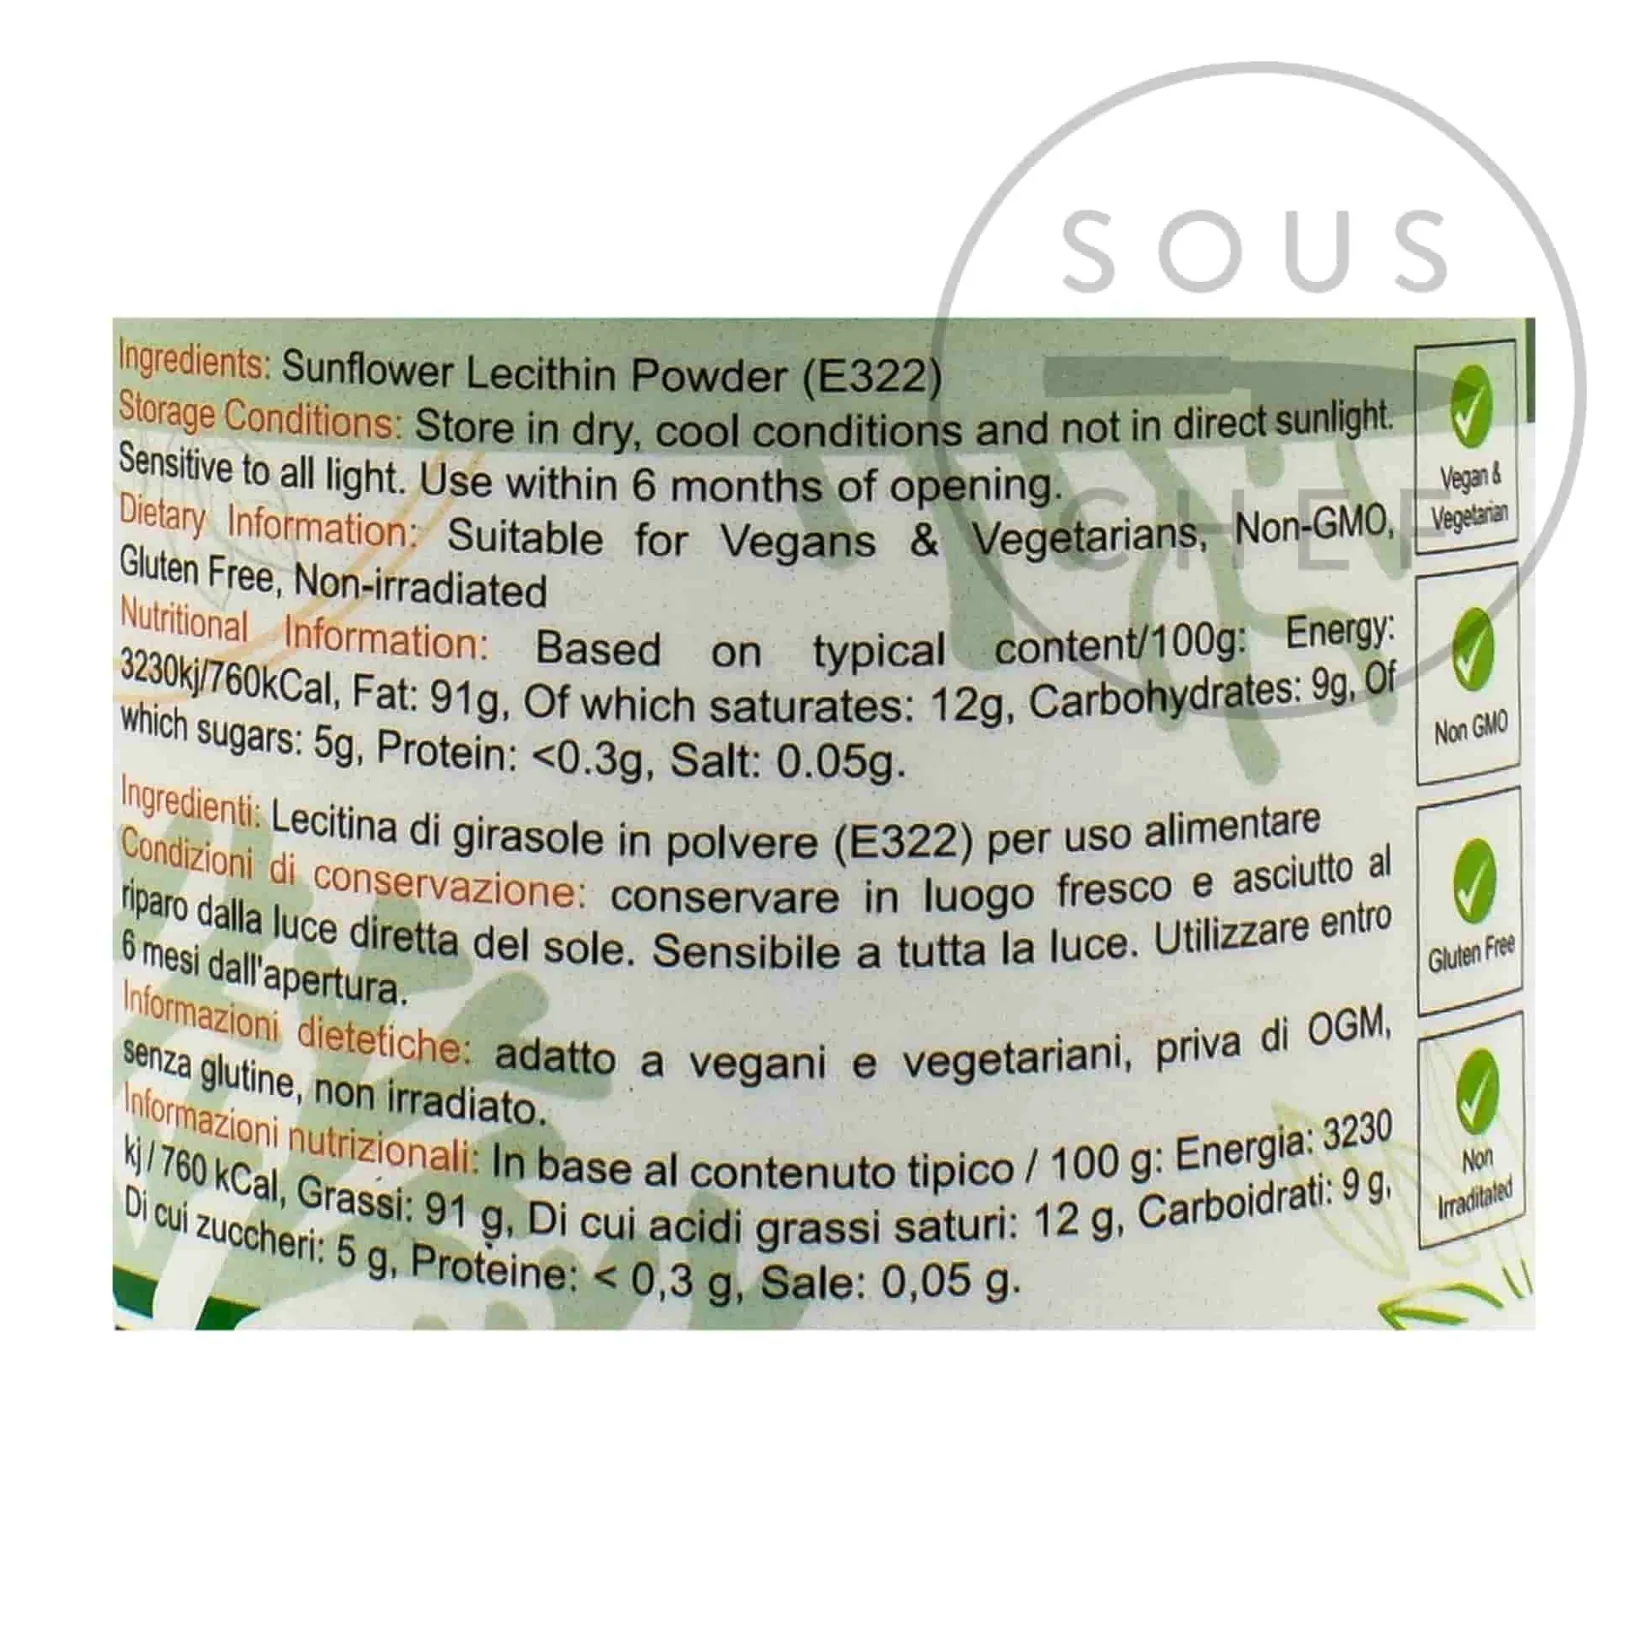 SOUS
CHEF
Ingredients: Sunflower Lecithin Powder (E322)
Storage Conditions: Store in dry, cool conditions and not in direct sunlight.
Sensitive to all light. Use within 6 months of opening.
Dietary Information: Suitable for Vegans & Vegetarians, Non-GMO,
Gluten Free, Non-irradiated
Nutritional Information: Based on typical content/100g: Energy:
3230kj/760kCal, Fat: 91g, Of which saturates: 12g, Carbohydrates: 9g, Of
which sugars: 5g, Protein: <0.3g, Salt: 0.05g.
Ingredienti: Lecitina di girasole in polvere (E322) per uso alimentare
Condizioni di conservazione: conservare in luogo fresco e asciutto al
riparo dalla luce diretta del sole. Sensibile a tutta la luce. Utilizzare entro
6 mesi dall'apertura.
Informazioni dietetiche: adatto a vegani e vegetariani, priva di OGM,
senza glutine, non irradiato.
Informazioni nutrizionali: In base al contenuto tipico / 100 g: Energia: 3230
kj / 760 kCal, Grassi: 91 g, Di cui acidi grassi saturi: 12 g, Carboidrati: 9 g,
Di cui zuccheri: 5 g, Proteine: < 0,3 g, Sale: 0,05 g.
Vegan &
Vegetarian
Non GMO
Gluten Free
Non
Irraditated